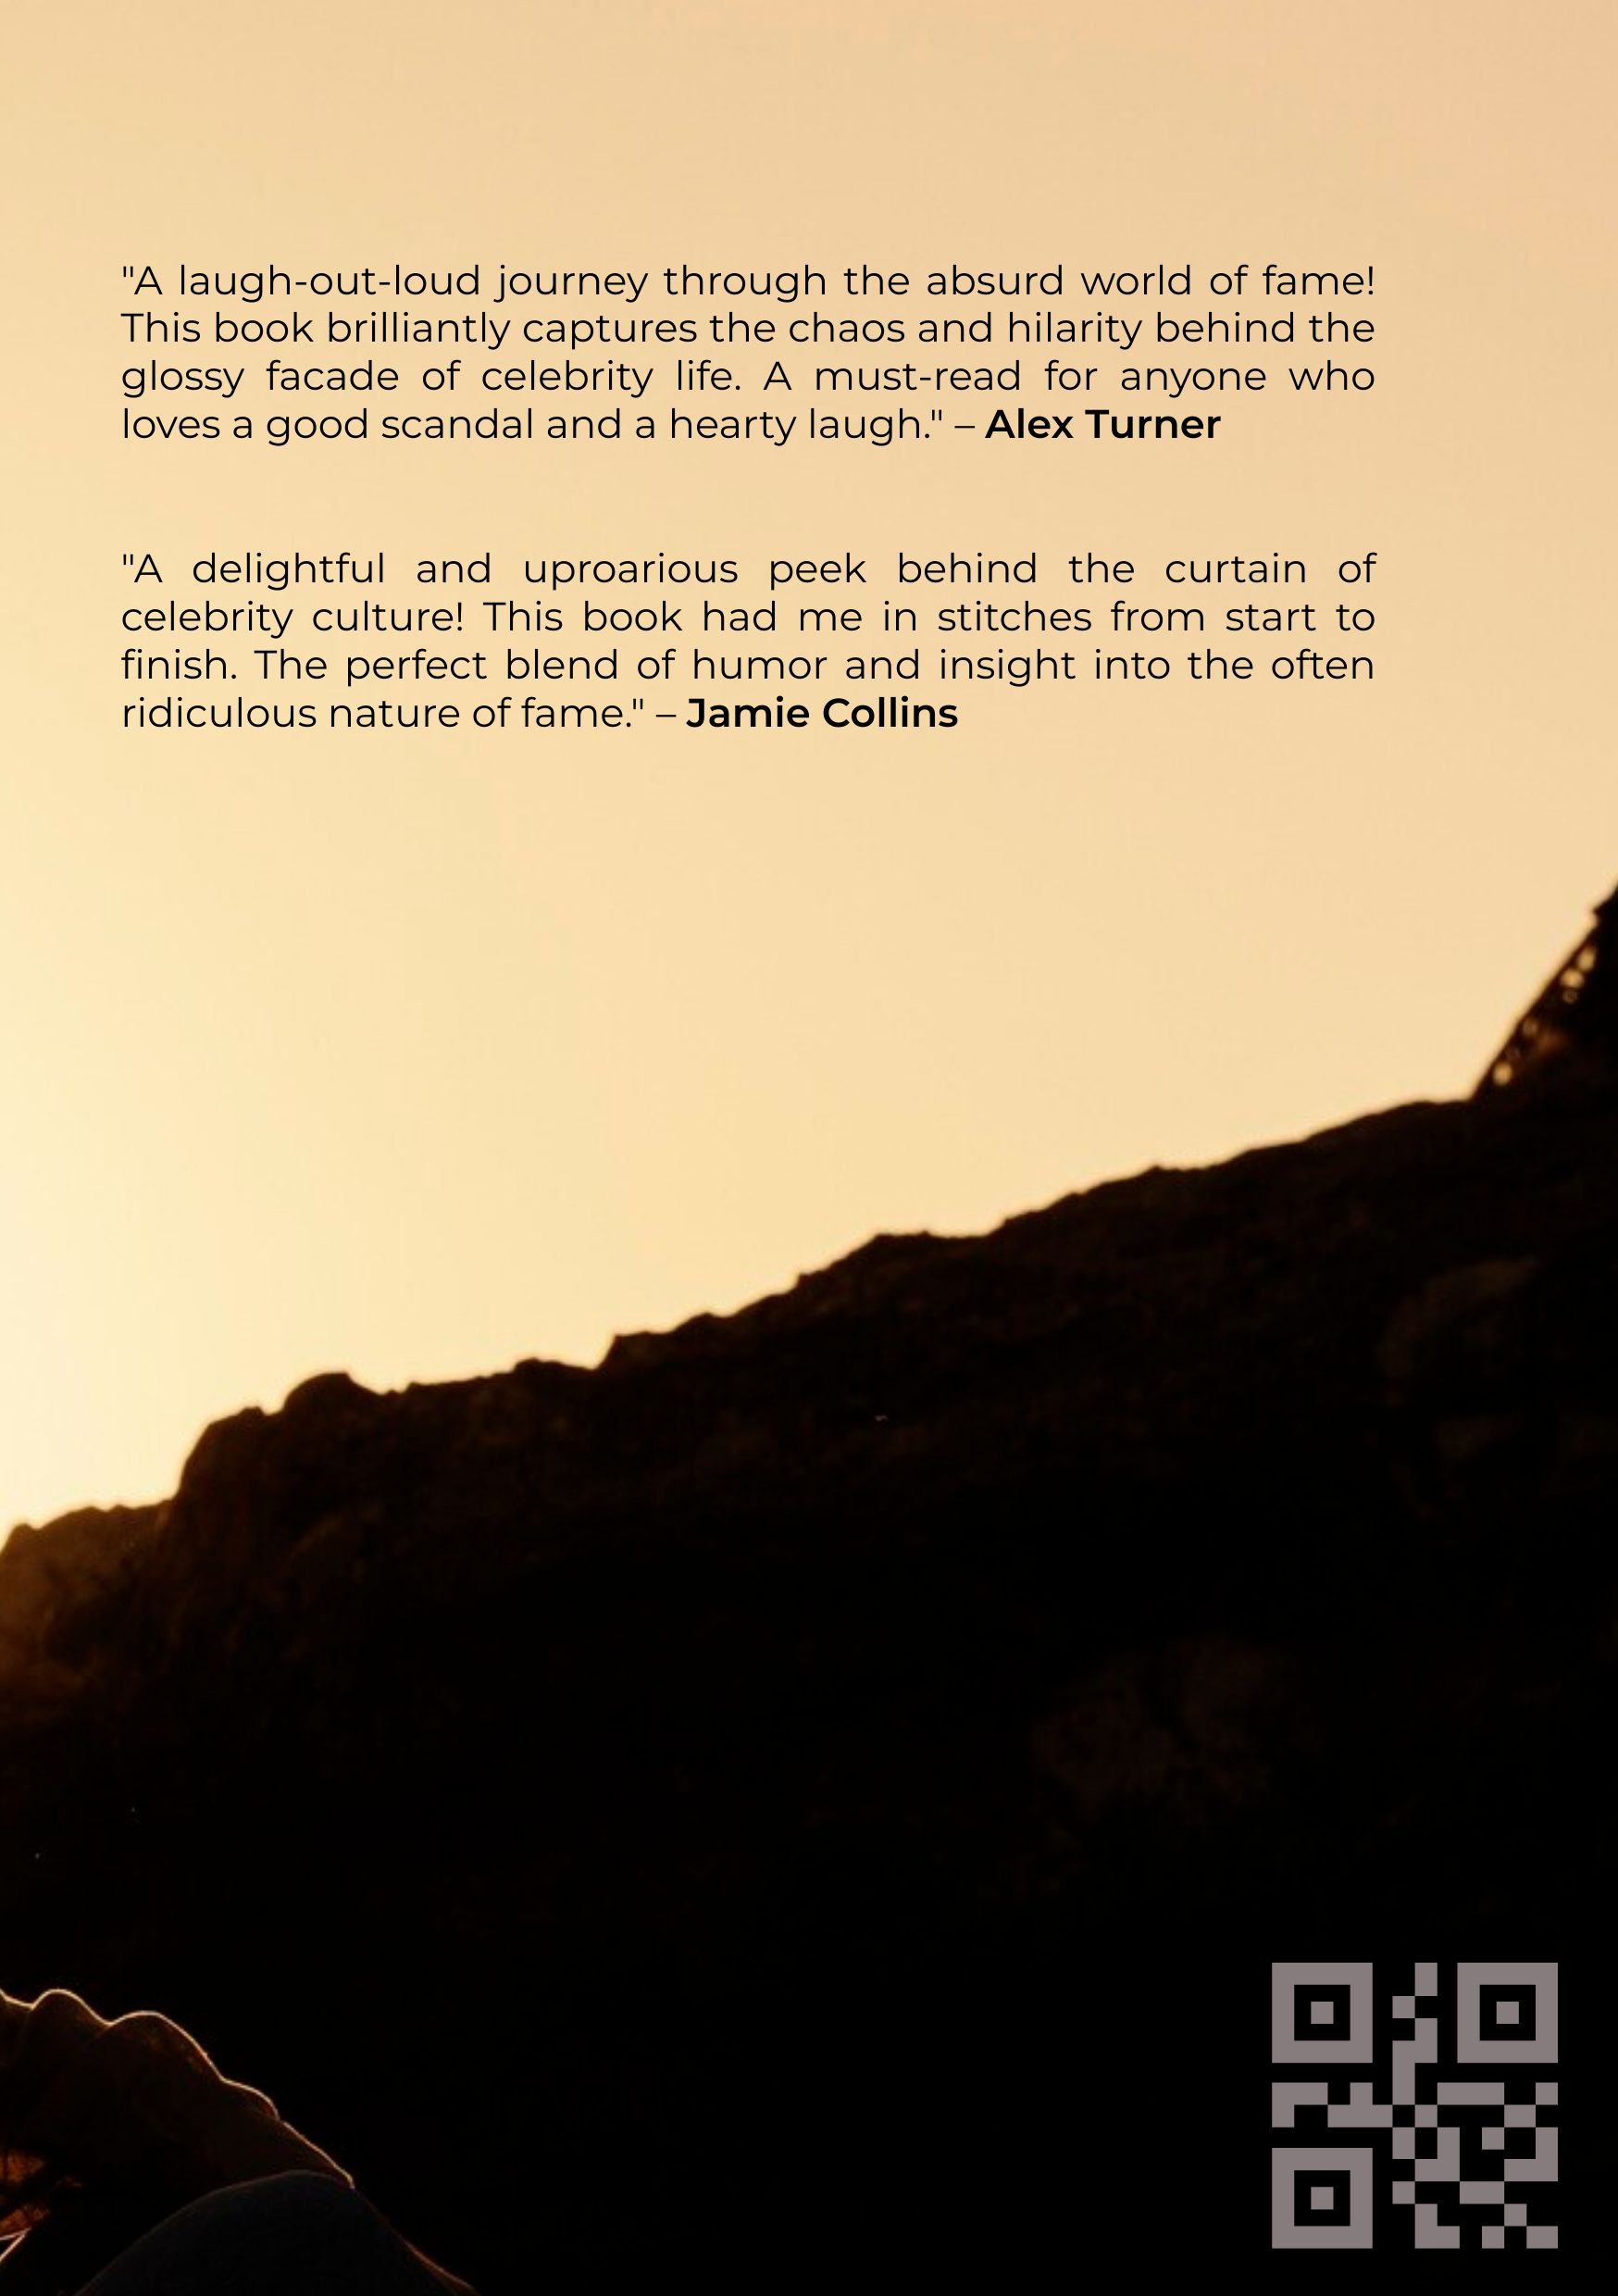 "A laugh-out-loud journey through the absurd world of fame!
This book brilliantly captures the chaos and hilarity behind the
glossy facade of celebrity life. A must-read for anyone who
loves a good scandal and a hearty laugh." – Alex Turner
"A delightful and uproarious peek behind the curtain of
celebrity culture! This book had me in stitches from start to
finish. The perfect blend of humor and insight into the often
ridiculous nature of fame." – Jamie Collins